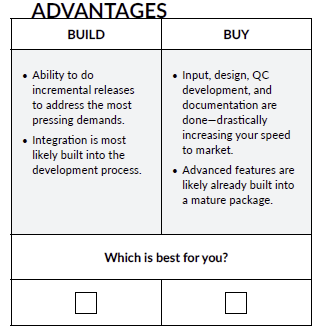 ADVANTAGES
BUILD
BUY
• Ability to do
incremental releases
to address the most
pressing demands.
• Integration is most
likely built into the
development process.
• Input, design, QC
development, and
documentation are
done—drastically
increasing your speed
to market.
• Advanced features are
likely already built into
a mature package.
Which is best for you?